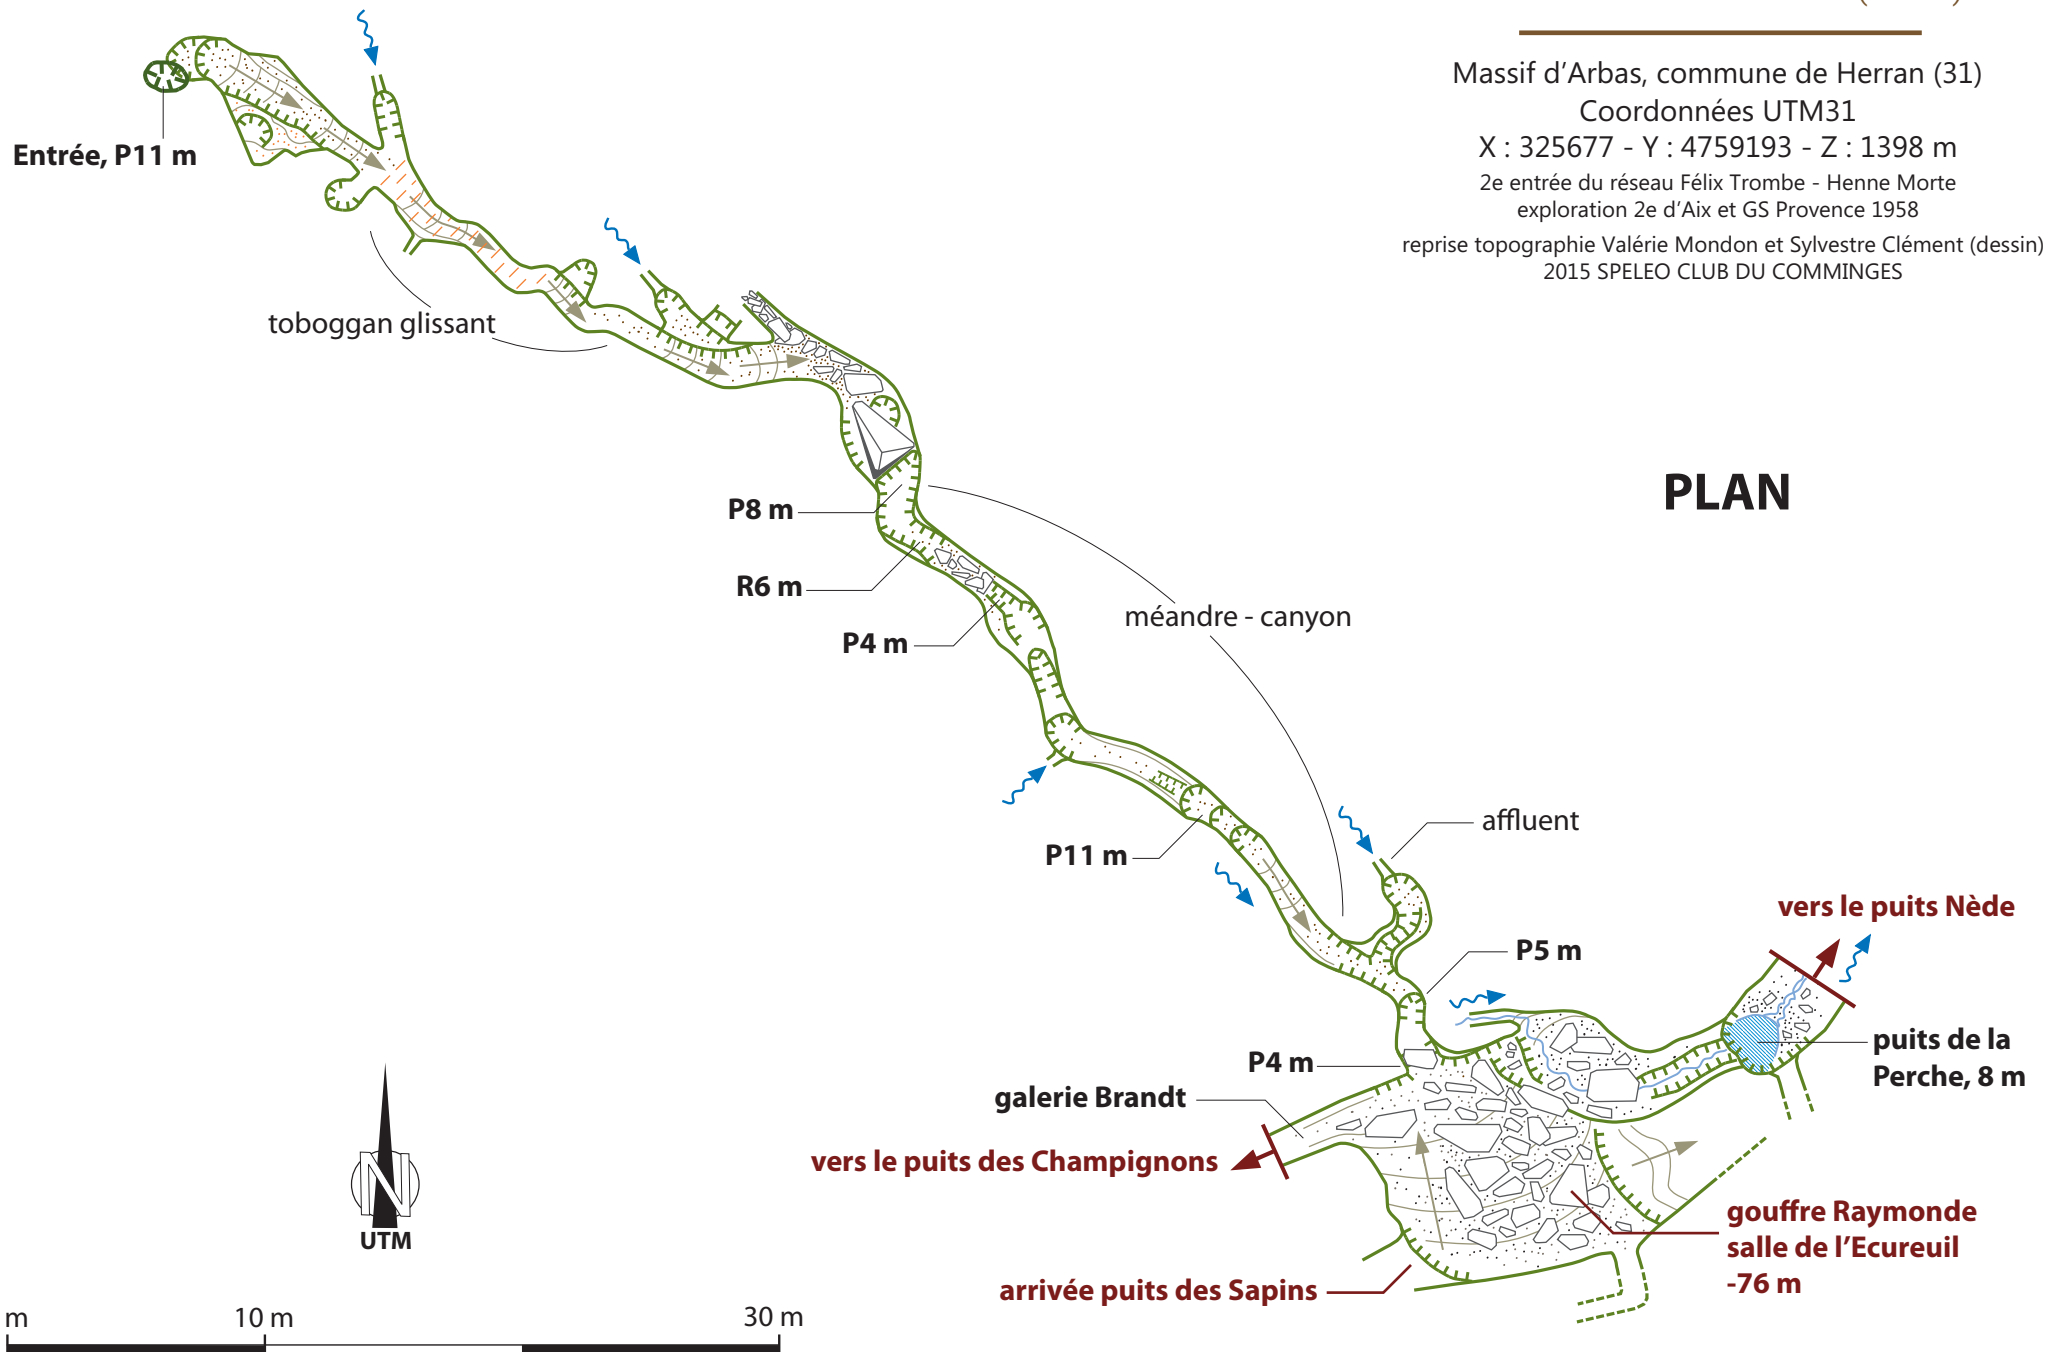 Massif d'Arbas, commune de Herran (31)
Coordonnées UTM31
X : 325677 - Y : 4759193 - Z : 1398 m
2e entrée du réseau Félix Trombe - Henne Morte
exploration 2e d'Aix et GS Provence 1958
reprise topographie Valérie Mondon et Sylvestre Clément (dessin)
2015 SPELEO CLUB DU COMMINGES
Entrée, P11 m
toboggan glissant
PLAN
P8 m
R6 m
méandre - canyon
P4 m
affluent
P11 m
vers le puits Nède
P5 m
puits de la
Perche, 8 m
P4 m
galerie Brandt
vers le puits des Champignons
gouffre Raymonde
salle de l'Ecureuil
-76 m
arrivée puits des Sapins
N
UTM
m 10 m 30 m